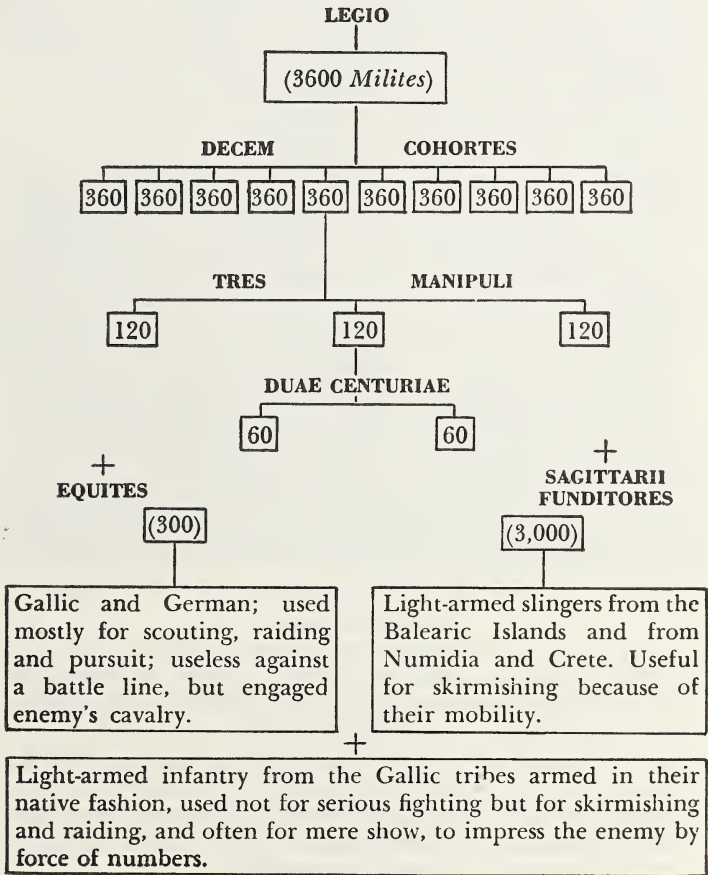 LEGIO
(3600 Milites)
DECEM COHORTES
360 360 360 360 360 360 360 360 360 360
TRES MANIPULI
120 120 120
DUAE CENTURIAE
60 60
+
EQUITES
(300)
+
SAGITTARII
FUNDITORES
(3,000)
Gallic and German; used
mostly for scouting, raiding
and pursuit; useless against
a battle line, but engaged
enemy's cavalry.
Light-armed slingers from the
Balearic Islands and from
Numidia and Crete. Useful
for skirmishing because of
their mobility.
+
Light-armed infantry from the Gallic tribes armed in their
native fashion, used not for serious fighting but for skirmishing
and raiding, and often for mere show, to impress the enemy by
force of numbers.